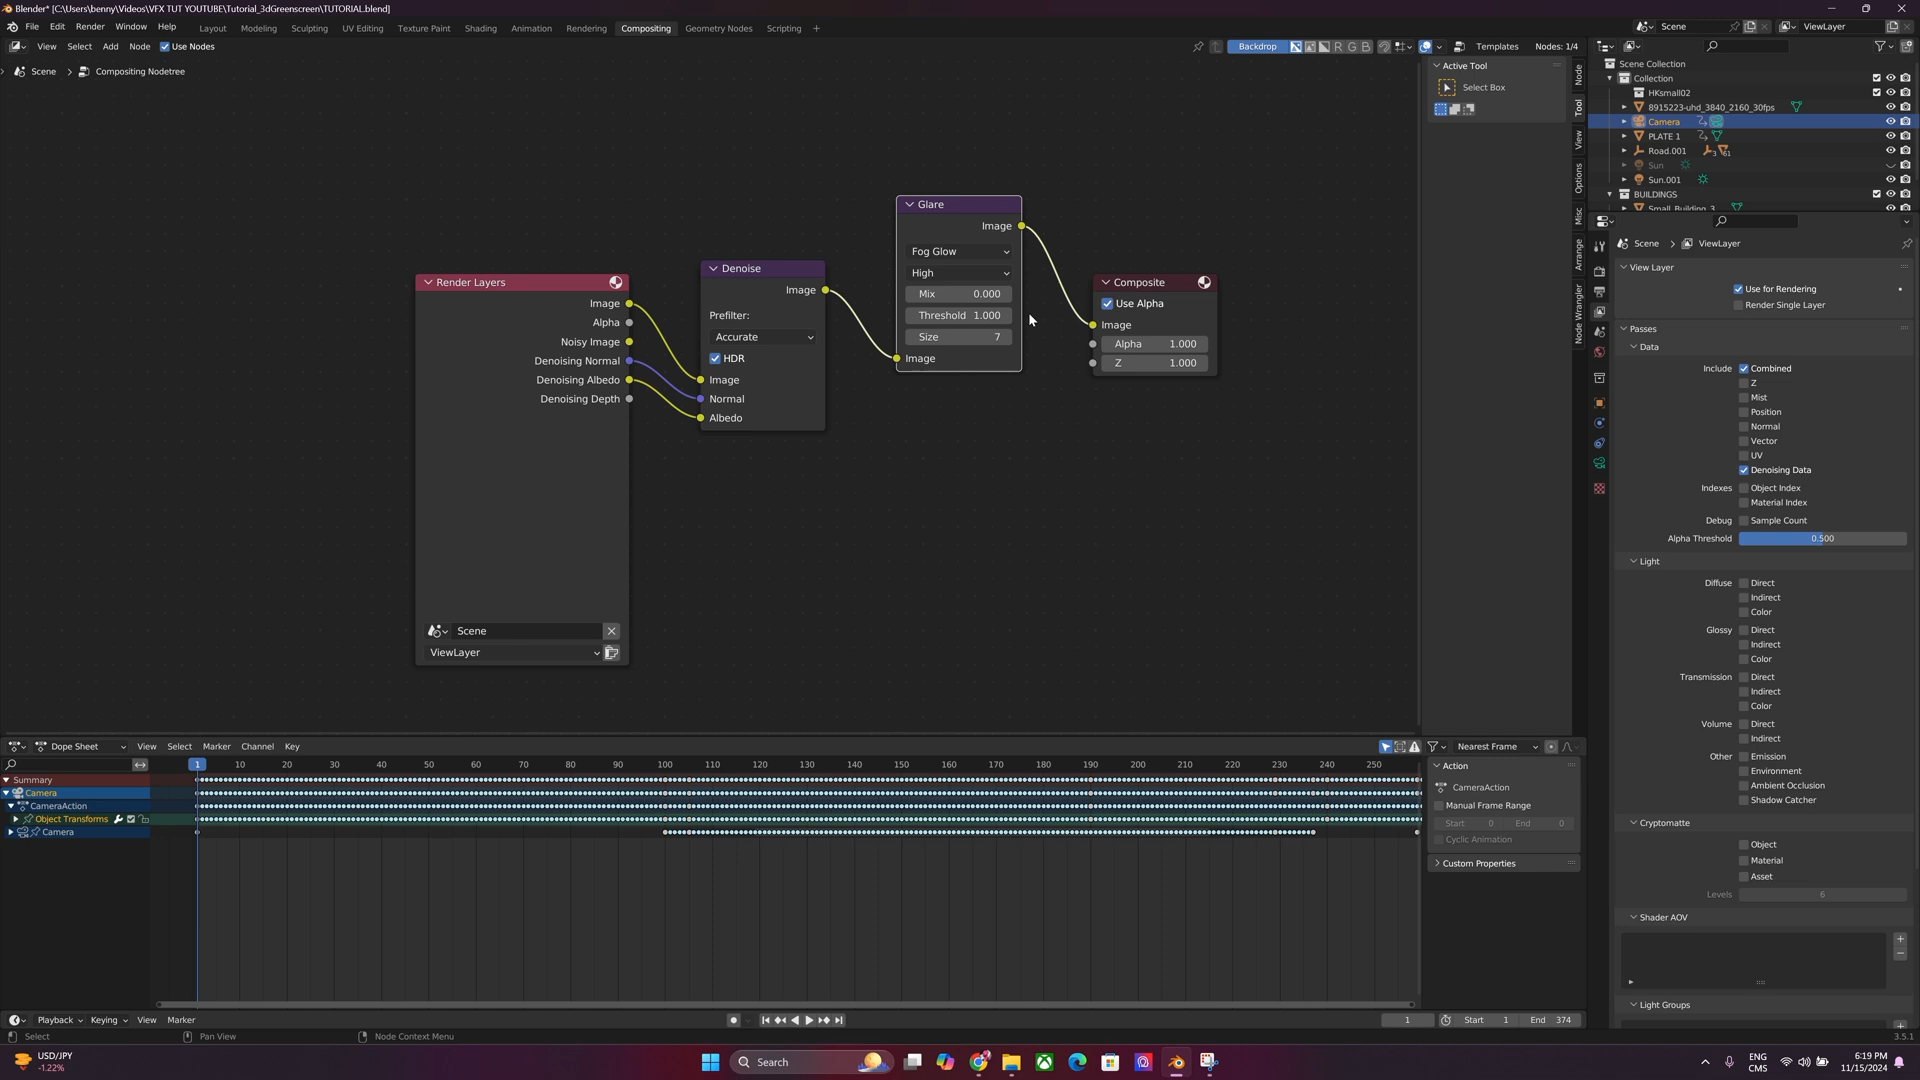 Blender* [C:\Users\benny\Videos\VFX TUT YOUTUBE\Tutorial_3dGreenscreen\TUTORIAL.blend]
File Edit Render Window Help Layout Modeling Sculpting UV Editing Texture Paint Shading Animation Rendering Compositing Geometry Nodes Scripting + Scene ViewLayer
View Select Add Node Use Nodes Backdrop R G B Templates Nodes: 1/4
Scene > Compositing Nodetree
Active Tool
Select Box
Node
Tool
View
Options
Misc
Arrange
Node Wrangler
Scene Collection
Collection
HKsmall02
8915223-uhd_3840_2160_30fps
Camera
PLATE 1
Road.001 3 61
Sun
Sun.001
BUILDINGS
Small_Building_3
Scene > ViewLayer
View Layer
Use for Rendering
Render Single Layer
Passes
Data
Include Combined
Z
Mist
Position
Normal
Vector
UV
Denoising Data
Indexes Object Index
Material Index
Debug Sample Count
Alpha Threshold 0.500
Light
Diffuse Direct
Indirect
Color
Glossy Direct
Indirect
Color
Transmission Direct
Indirect
Color
Volume Direct
Indirect
Other Emission
Environment
Ambient Occlusion
Shadow Catcher
Cryptomatte
Object
Material
Asset
Levels 6
Shader AOV
Light Groups
Render Layers
Image
Alpha
Noisy Image
Denoising Normal
Denoising Albedo
Denoising Depth
Scene
ViewLayer
Denoise
Image
Prefilter:
Accurate
HDR
Image
Normal
Albedo
Glare
Image
Fog Glow
High
Mix 0.000
Threshold 1.000
Size 7
Image
Composite
Use Alpha
Image
Alpha 1.000
Z 1.000
Dope Sheet View Select Marker Channel Key Nearest Frame
1 10 20 30 40 50 60 70 80 90 100 110 120 130 140 150 160 170 180 190 200 210 220 230 240 250
Summary
Camera
CameraAction
Object Transforms
Camera
Action
CameraAction
Manual Frame Range
Start 0 End 0
Cyclic Animation
Custom Properties
Playback Keying View Marker 1 Start 1 End 374
Select Pan View Node Context Menu 3.5.1
USD/JPY
-1.22%
Search
ENG
CMS
6:19 PM
11/15/2024